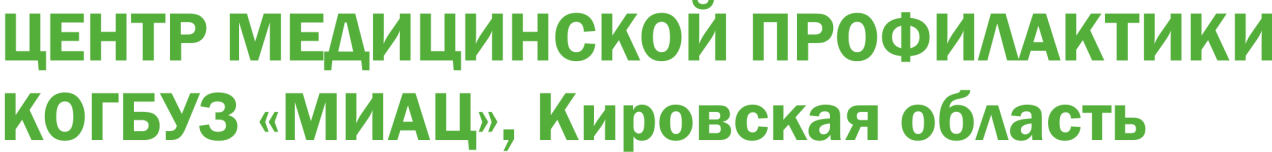 ЦЕНТР МЕДИЦИНСКОЙ ПРОФИЛАКТИКИ
КОГБУЗ «МИАЦ», Кировская область